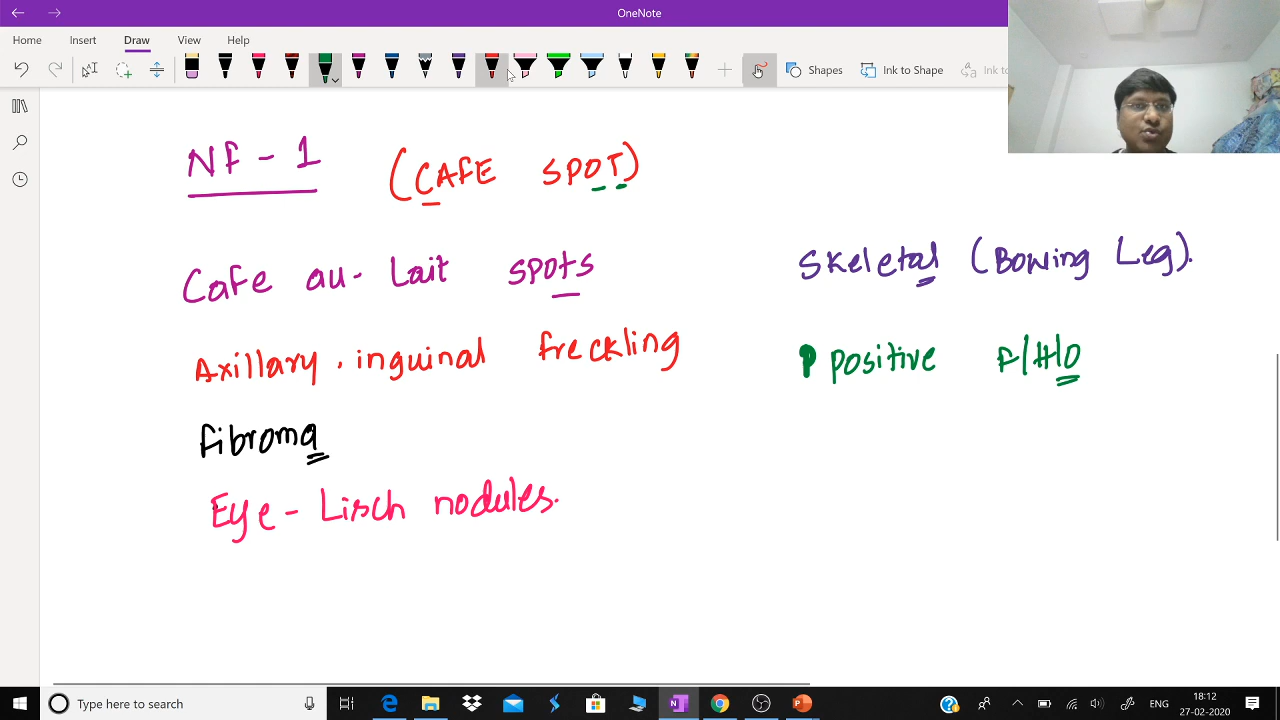 OneNote
Home Insert Draw View Help
Shapes Ink to Shape Ink to
NF - 1 (CAFE SPOT)
Cafe au- Lait spots
Axillary . inguinal freckling
fibroma
Eye - Lisch nodules.
Skeletal (Bowing Leg).
positive F/H/O
Type here to search
ENG
18:12
27-02-2020